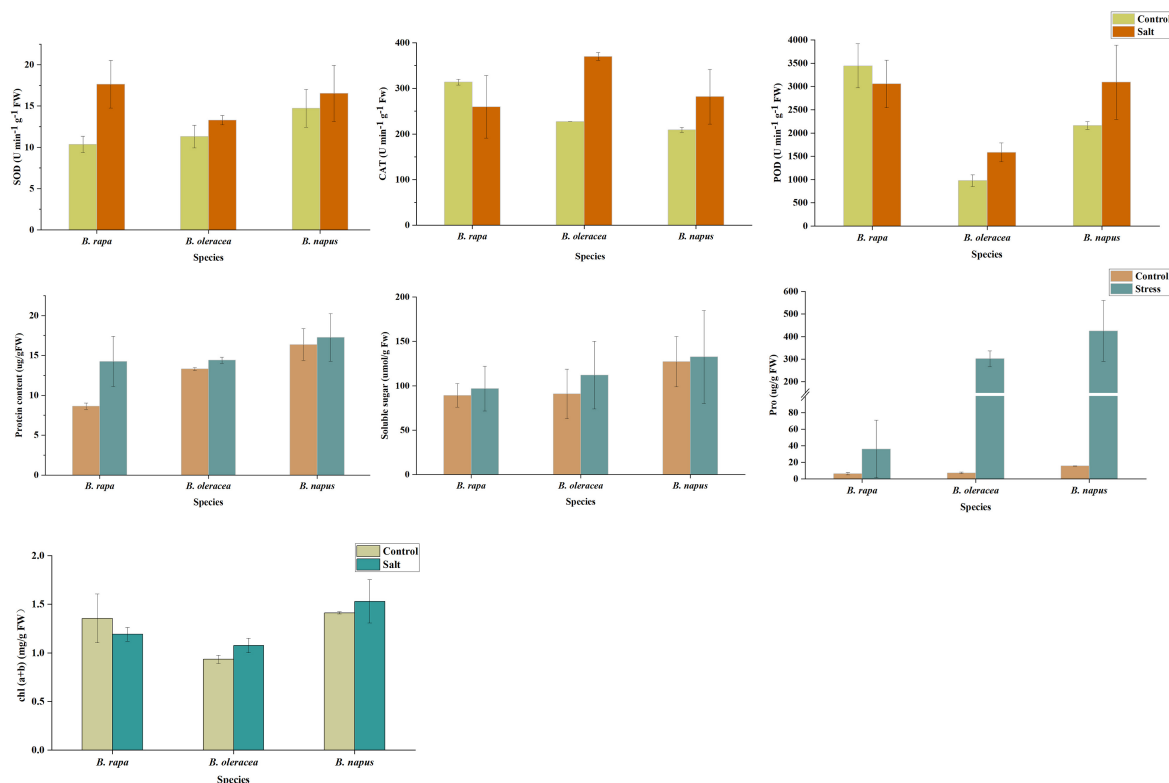 Control
Salt
SOD (U min⁻¹ g⁻¹ FW)
20
15
10
5
0
B. rapa
B. oleracea
B. napus
Species
CAT (U min⁻¹ g⁻¹ Fw)
400
300
200
100
0
B. rapa
B. oleracea
B. napus
Species
POD (U min⁻¹ g⁻¹ FW)
4000
3500
3000
2500
2000
1500
1000
500
0
B. rapa
B. oleracea
B. napus
Species
Protein content (ug/gFW)
20
15
10
5
0
B. rapa
B. oleracea
B. napus
Species
Soluble sugar (nmol/g Fw)
200
150
100
50
0
B. rapa
B. oleracea
B. napus
Species
Control
Stress
Pro (ug/g FW)
600
500
400
300
200
80
60
40
20
0
B. rapa
B. oleracea
B. napus
Species
Control
Salt
chl (a+b) (mg/g FW）
2.0
1.5
1.0
0.5
0.0
B. rapa
B. oleracea
B. napus
Species